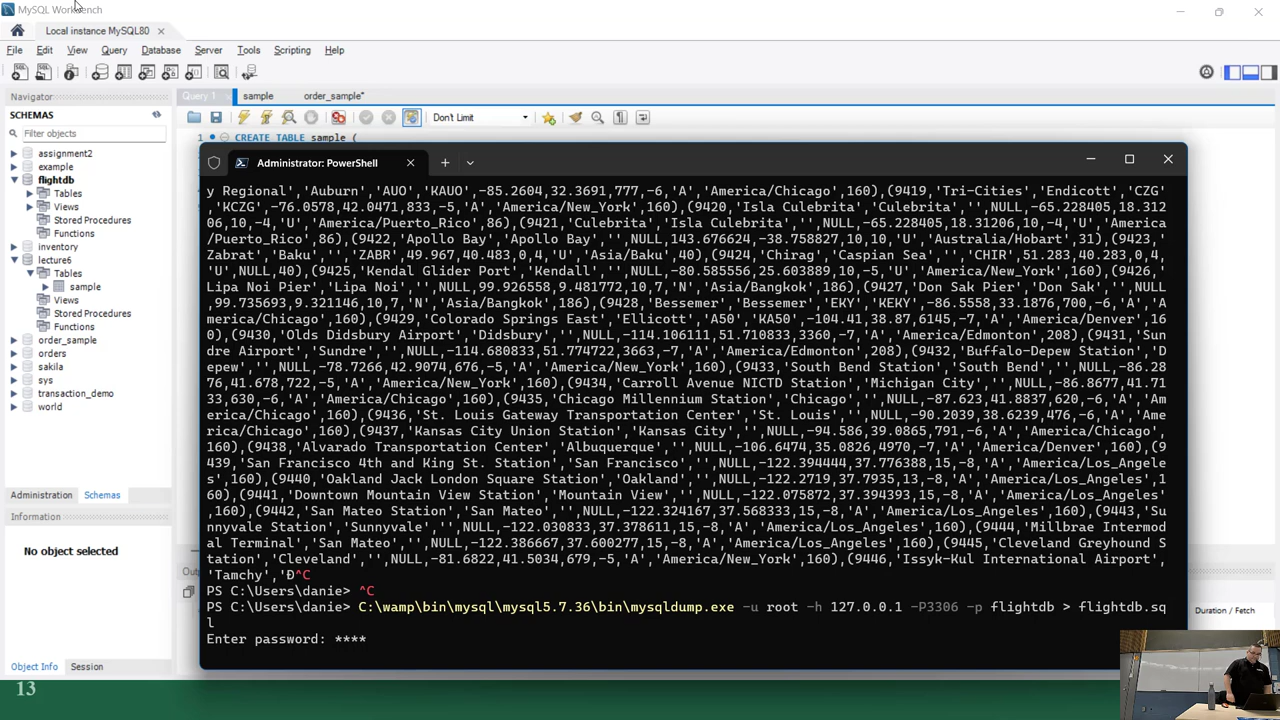 MySQL Workbench
Local instance MySQL80
File Edit View Query Database Server Tools Scripting Help
Navigator
SCHEMAS
Filter objects
assignment2
example
flightdb
Tables
Views
Stored Procedures
Functions
inventory
lecture6
Tables
sample
Views
Stored Procedures
Functions
order_sample
orders
sakila
sys
transaction_demo
world
Administration Schemas
Information
No object selected
Object Info Session
Query 1 sample order_sample*
Don't Limit
1 CREATE TABLE sample (
Administrator: PowerShell
y Regional','Auburn','AUO','KAUO',-85.2604,32.3691,777,-6,'A','America/Chicago',160),(9419,'Tri-Cities','Endicott','CZG'
,'KCZG',-76.0578,42.0471,833,-5,'A','America/New_York',160),(9420,'Isla Culebrita','Culebrita','',NULL,-65.228405,18.312
06,10,-4,'U','America/Puerto_Rico',86),(9421,'Culebrita','Isla Culebrita','',NULL,-65.228405,18.31206,10,-4,'U','America
/Puerto_Rico',86),(9422,'Apollo Bay','Apollo Bay','',NULL,143.676624,-38.758827,10,10,'U','Australia/Hobart',31),(9423,'
Zabrat','Baku','','ZABR',49.967,40.483,0,4,'U','Asia/Baku',40),(9424,'Chirag','Caspian Sea','','CHIR',51.283,40.283,0,4,
'U',NULL,40),(9425,'Kendal Glider Port','Kendall','',NULL,-80.585556,25.603889,10,-5,'U','America/New_York',160),(9426,'
Lipa Noi Pier','Lipa Noi','',NULL,99.926558,9.481772,10,7,'N','Asia/Bangkok',186),(9427,'Don Sak Pier','Don Sak','',NULL
,99.735693,9.321146,10,7,'N','Asia/Bangkok',186),(9428,'Bessemer','Bessemer','EKY','KEKY',-86.5558,33.1876,700,-6,'A','A
merica/Chicago',160),(9429,'Colorado Springs East','Ellicott','A50','KA50',-104.41,38.87,6145,-7,'A','America/Denver',16
0),(9430,'Olds Didsbury Airport','Didsbury','',NULL,-114.106111,51.710833,3360,-7,'A','America/Edmonton',208),(9431,'Sun
dre Airport','Sundre','',NULL,-114.680833,51.774722,3663,-7,'A','America/Edmonton',208),(9432,'Buffalo-Depew Station','D
epew','',NULL,-78.7266,42.9074,676,-5,'A','America/New_York',160),(9433,'South Bend Station','South Bend','',NULL,-86.28
76,41.678,722,-5,'A','America/New_York',160),(9434,'Carroll Avenue NICTD Station','Michigan City','',NULL,-86.8677,41.71
33,630,-6,'A','America/Chicago',160),(9435,'Chicago Millennium Station','Chicago','',NULL,-87.623,41.8837,620,-6,'A','Am
erica/Chicago',160),(9436,'St. Louis Gateway Transportation Center','St. Louis','',NULL,-90.2039,38.6239,476,-6,'A','Ame
rica/Chicago',160),(9437,'Kansas City Union Station','Kansas City','',NULL,-94.586,39.0865,791,-6,'A','America/Chicago',
160),(9438,'Alvarado Transportation Center','Albuquerque','',NULL,-106.6474,35.0826,4970,-7,'A','America/Denver',160),(9
439,'San Francisco 4th and King St. Station','San Francisco','',NULL,-122.394444,37.776388,15,-8,'A','America/Los_Angele
s',160),(9440,'Oakland Jack London Square Station','Oakland','',NULL,-122.2719,37.7935,13,-8,'A','America/Los_Angeles',1
60),(9441,'Downtown Mountain View Station','Mountain View','',NULL,-122.076327,37.394393,15,-8,'A','America/Los_Angeles'
,160),(9442,'San Mateo Station','San Mateo','',NULL,-122.324167,37.568333,15,-8,'A','America/Los_Angeles',160),(9443,'Su
nnyvale Station','Sunnyvale','',NULL,-122.030833,37.378611,15,-8,'A','America/Los_Angeles',160),(9444,'Millbrae Intermod
al Terminal','San Mateo','',NULL,-122.386667,37.600277,15,-8,'A','America/Los_Angeles',160),(9445,'Cleveland Greyhound S
tation','Cleveland','',NULL,-81.6822,41.5034,679,-5,'A','America/New_York',160),(9446,'Issyk-Kul International Airport',
'Tamchy','Ð^C
PS C:\Users\danie> ^C
PS C:\Users\danie> C:\wamp\bin\mysql\mysql5.7.36\bin\mysqldump.exe -u root -h 127.0.0.1 -P3306 -p flightdb > flightdb.sq
l
Enter password: ****
Duration / Fetch
13